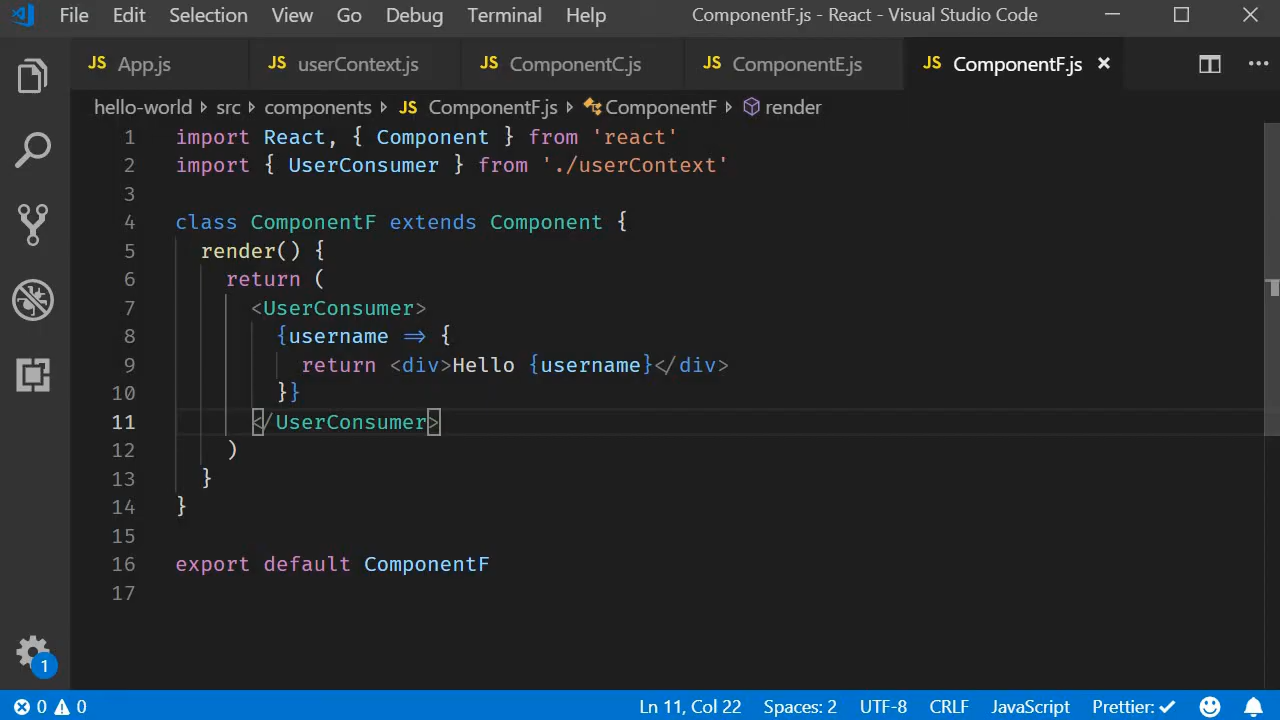 File Edit Selection View Go Debug Terminal Help ComponentF.js - React - Visual Studio Code
JS App.js JS userContext.js JS ComponentC.js JS ComponentE.js JS ComponentF.js ×
hello-world › src › components › JS ComponentF.js › ComponentF › render
1 import React, { Component } from 'react'
2 import { UserConsumer } from './userContext'
3
4 class ComponentF extends Component {
5 render() {
6 return (
7 <UserConsumer>
8 {username => {
9 return <div>Hello {username}</div>
10 }}
11 </UserConsumer>
12 )
13 }
14 }
15
16 export default ComponentF
17
1
0 0 Ln 11, Col 22 Spaces: 2 UTF-8 CRLF JavaScript Prettier: ✓